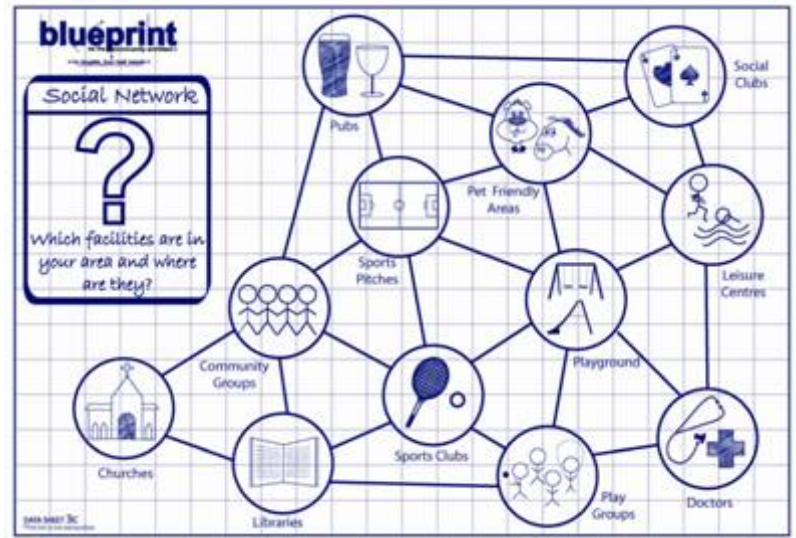 blueprint
Social Network
?
Which facilities are in
your area and where
are they?
Pubs
Social
Clubs
Pet Friendly
Areas
Sports
Pitches
Leisure
Centres
Community
Groups
Playground
Churches
Sports Clubs
Libraries
Play
Groups
Doctors
DATA SHEET 3c